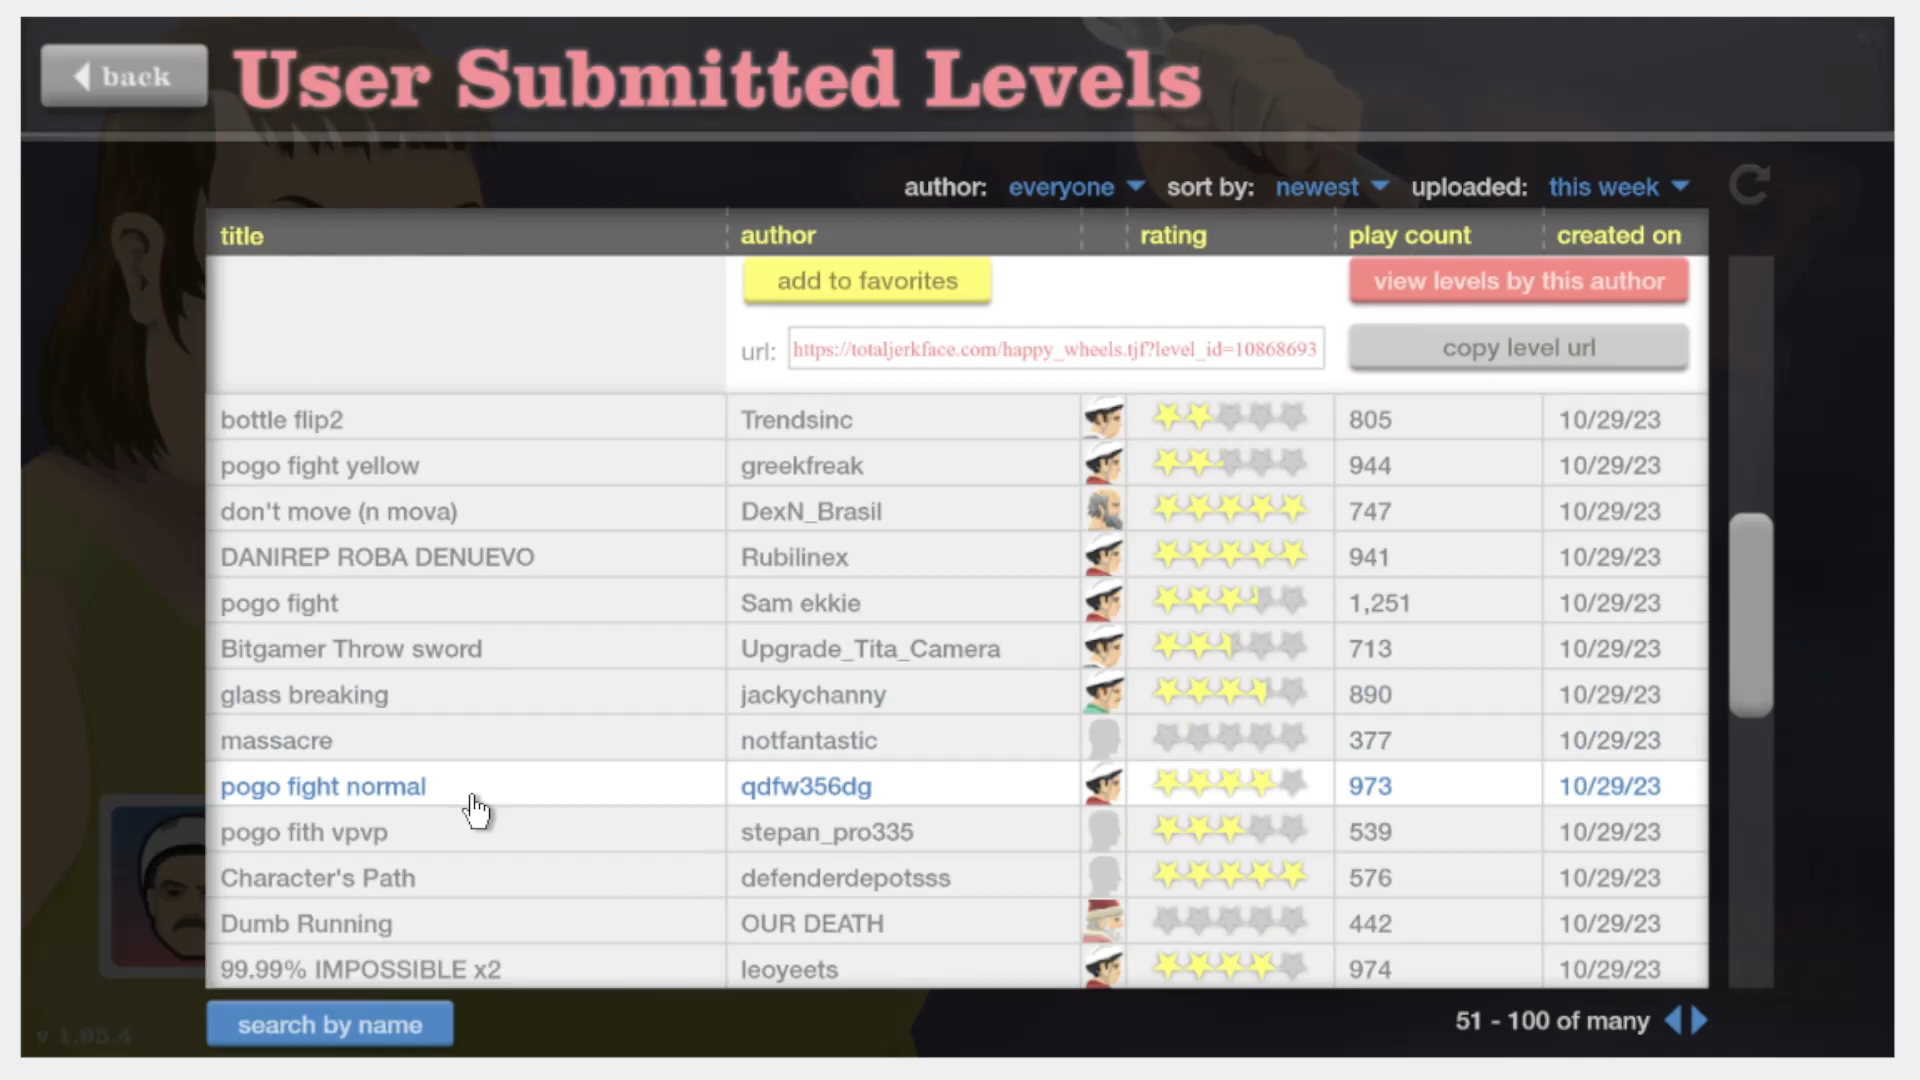 back
User Submitted Levels
author: everyone sort by: newest uploaded: this week
title author rating play count created on
add to favorites view levels by this author
url: https://totaljerkface.com/happy_wheels.tjf?level_id=10868693 copy level url
bottle flip2 Trendsinc 805 10/29/23
pogo fight yellow greekfreak 944 10/29/23
don't move (n mova) DexN_Brasil 747 10/29/23
DANIREP ROBA DENUEVO Rubilinex 941 10/29/23
pogo fight Sam ekkie 1,251 10/29/23
Bitgamer Throw sword Upgrade_Tita_Camera 713 10/29/23
glass breaking jackychanny 890 10/29/23
massacre notfantastic 377 10/29/23
pogo fight normal qdfw356dg 973 10/29/23
pogo fith vpvp stepan_pro335 539 10/29/23
Character's Path defenderdepotsss 576 10/29/23
Dumb Running OUR DEATH 442 10/29/23
99.99% IMPOSSIBLE x2 leoyeets 974 10/29/23
search by name 51 - 100 of many
v 1.05.4